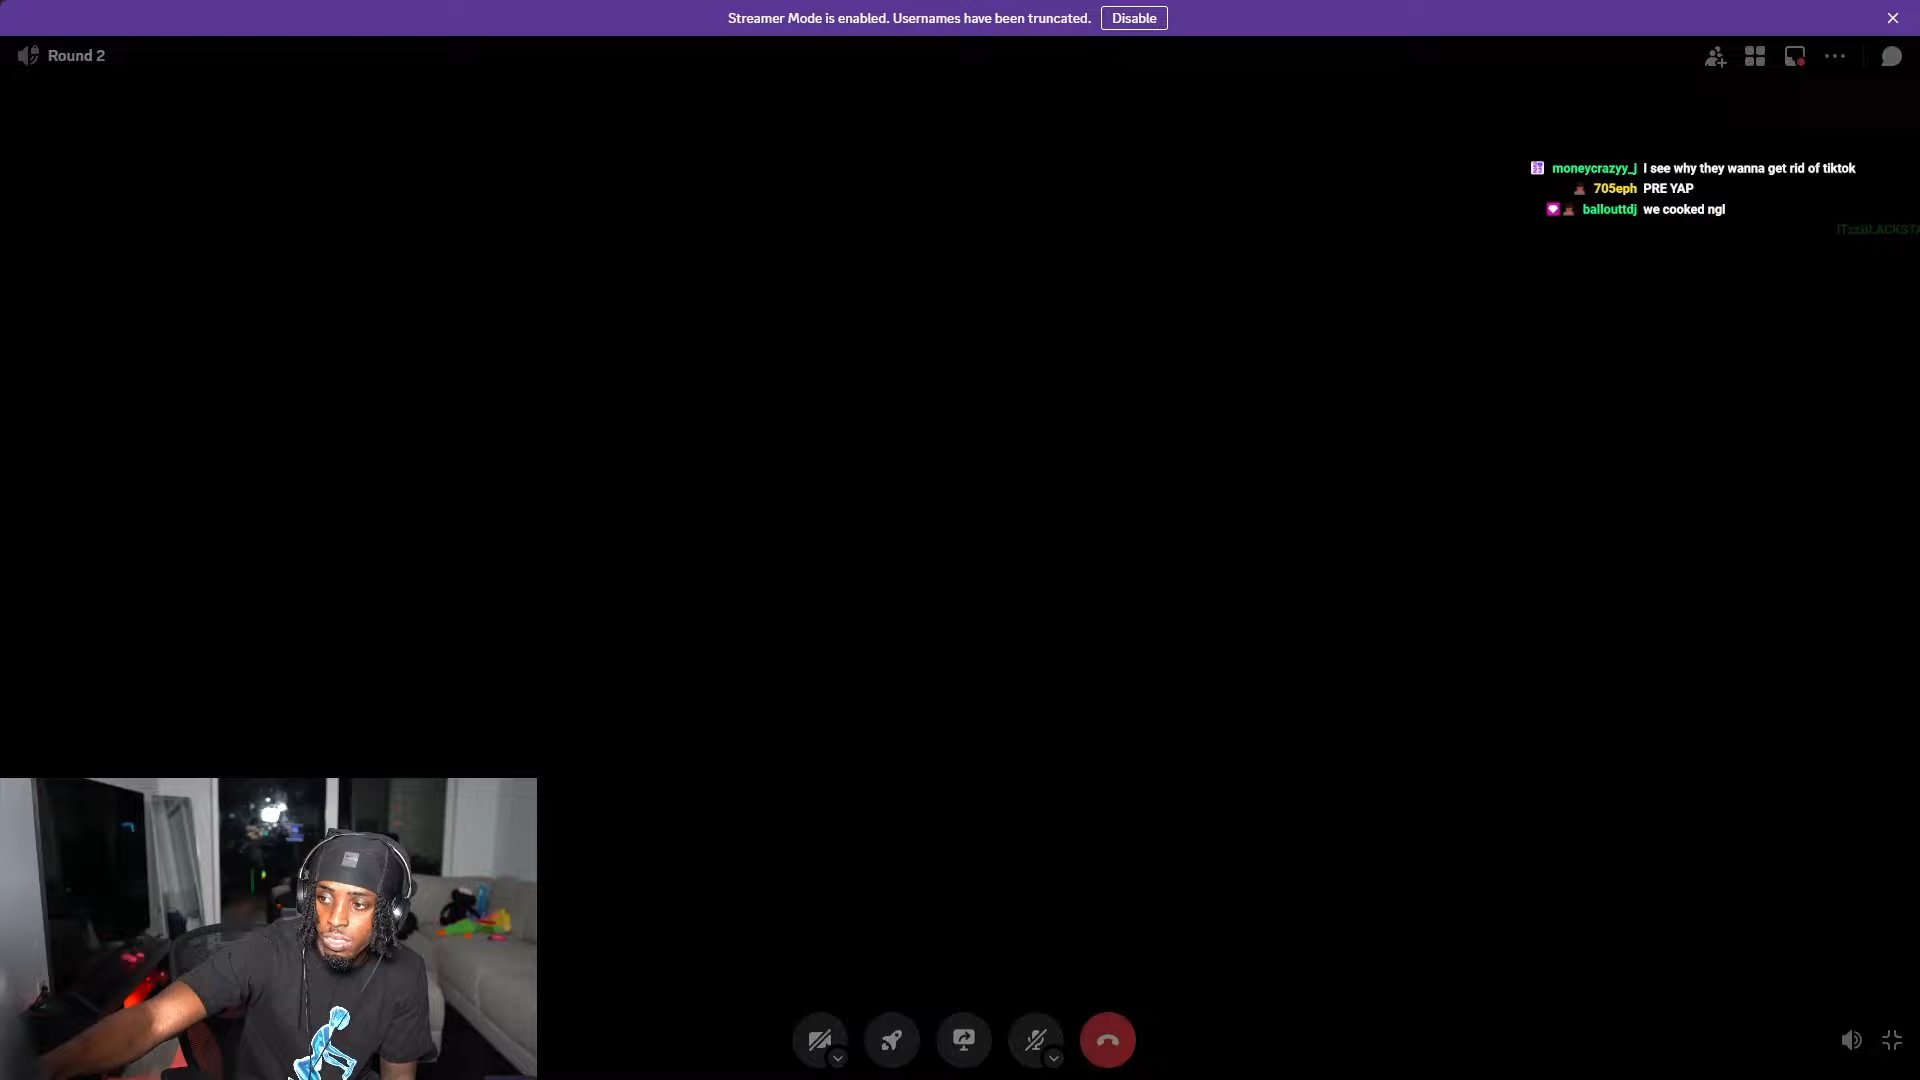 Streamer Mode is enabled. Usernames have been truncated. Disable
Round 2
moneycrazyy_j I see why they wanna get rid of tiktok
705eph PRE YAP
ballouttdj we cooked ngl